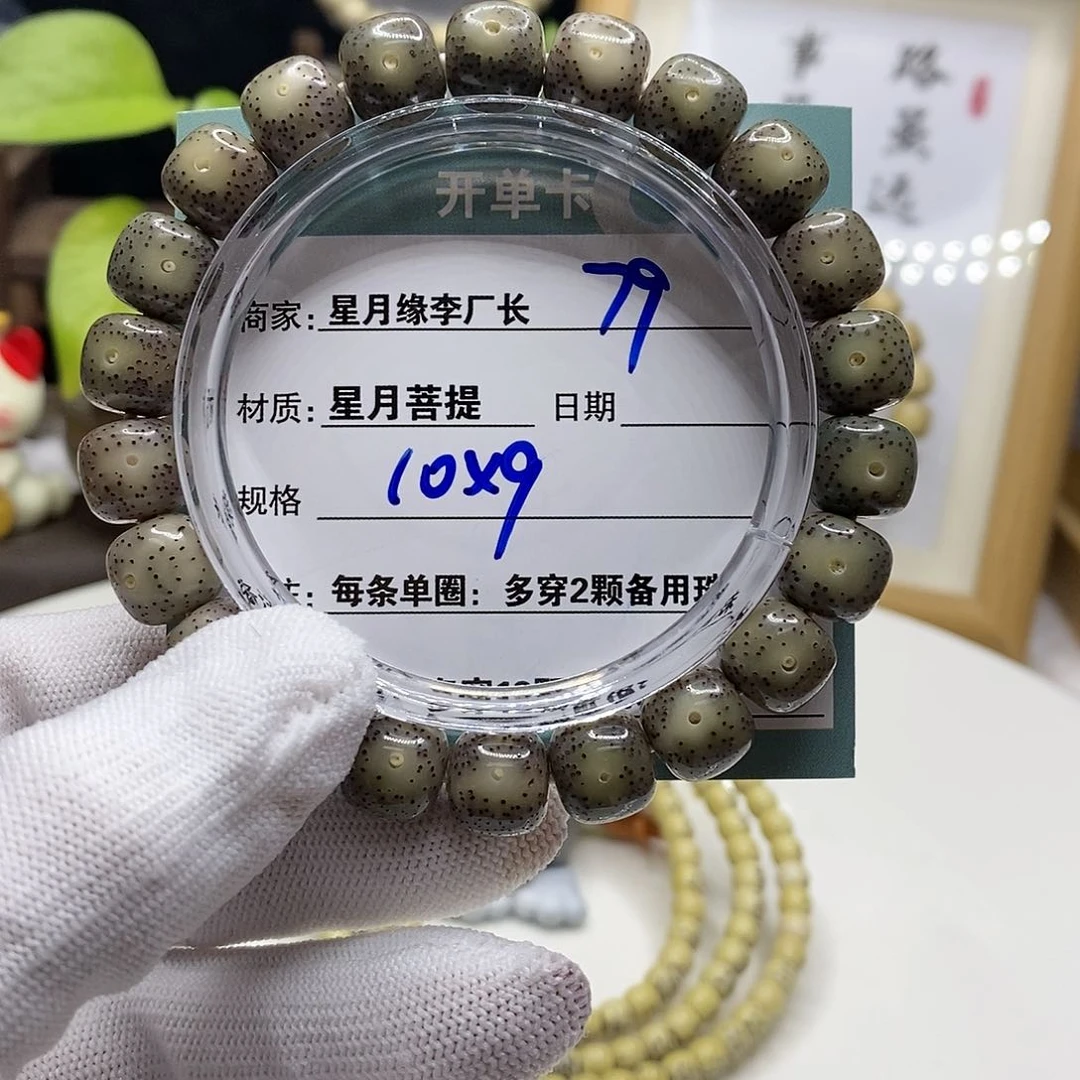 开单卡
商家: 星月缘李厂长
79
材质: 星月菩提 日期
规格 10x9
每条单圈: 多穿2颗备用珠